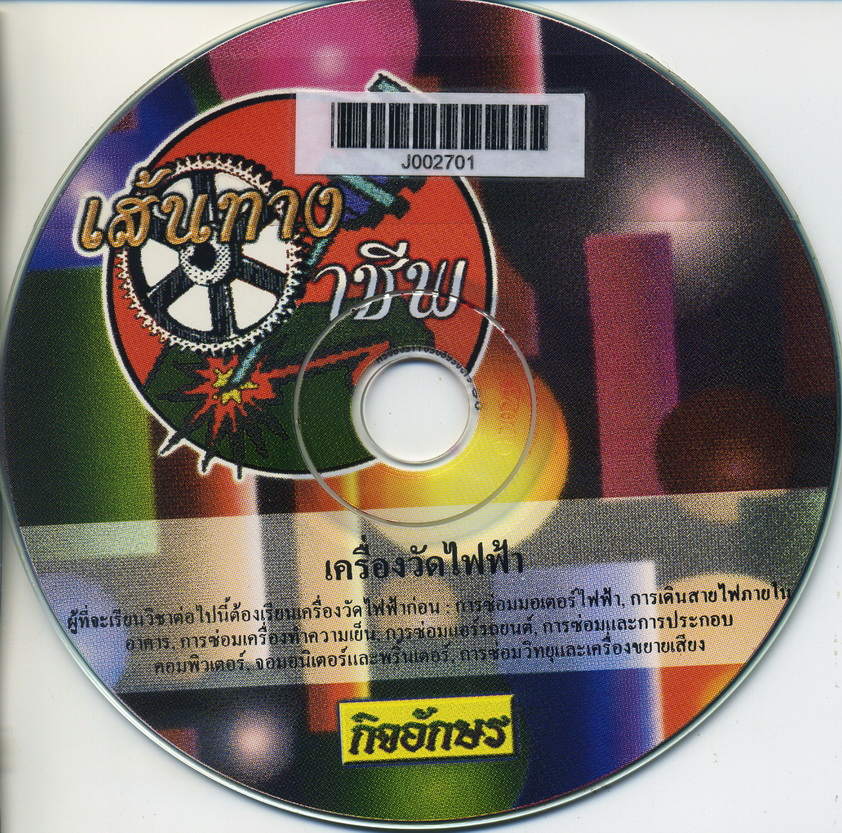 J002701
เส้นทาง
าชีพ
เครื่องวัดไฟฟ้า
ผู้ที่จะเรียนวิชาต่อไปนี้ต้องเรียนเครื่องวัดไฟฟ้าก่อน : การซ่อมมอเตอร์ไฟฟ้า, การเดินสายไฟภายใน
อาคาร, การซ่อมเครื่องทำความเย็น, การซ่อมแอร์รถยนต์, การซ่อมและการประกอบ
คอมพิวเตอร์, จอมอนิเตอร์และพริ้นเตอร์, การซ่อมวิทยุและเครื่องขยายเสียง
กิจอักษร